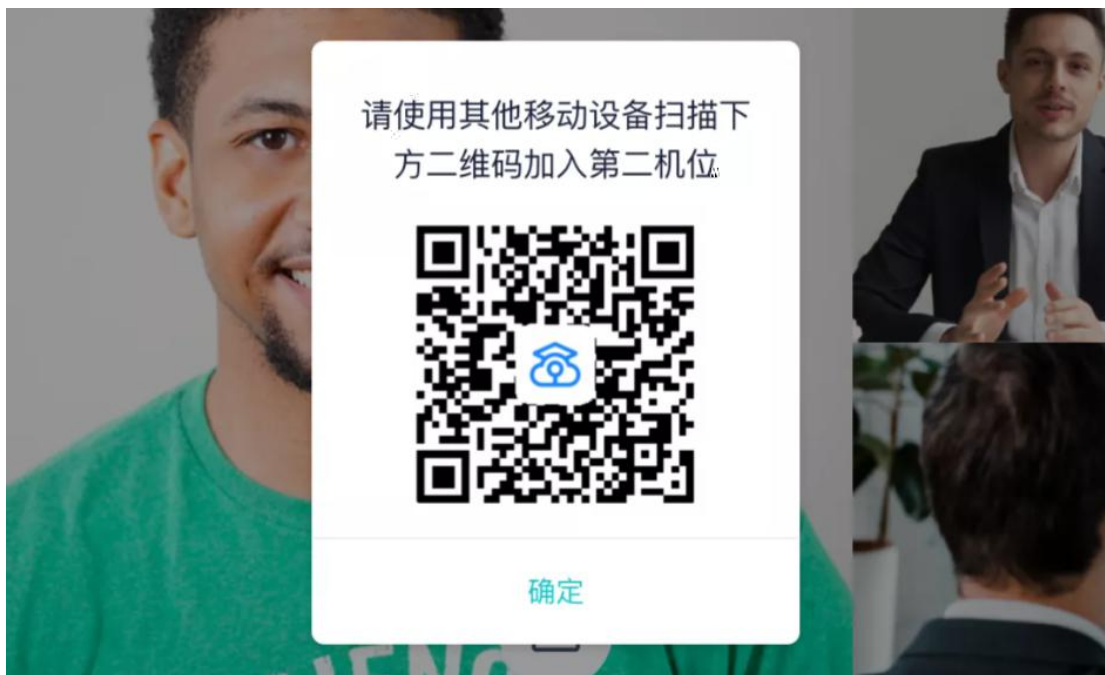 请使用其他移动设备扫描下
方二维码加入第二机位
确定